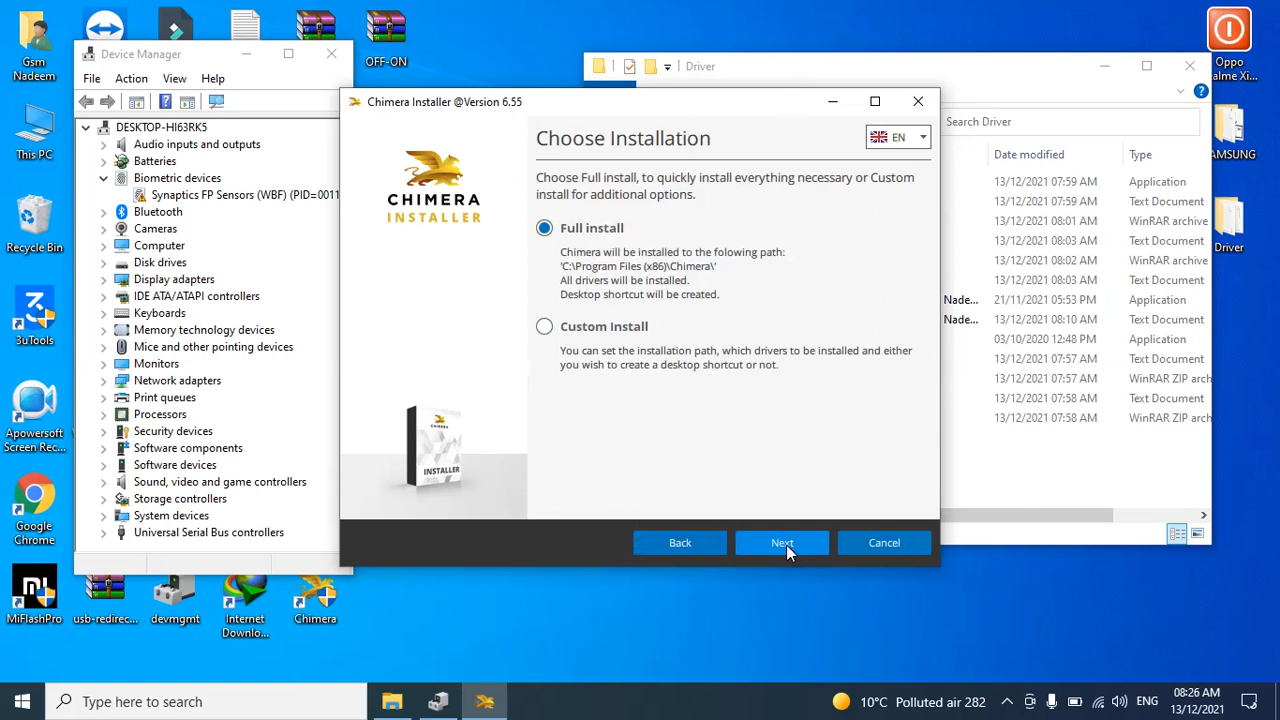 Gsm
Nadeem
This PC
Recycle Bin
3uTools
Apowersoft
Screen Rec...
Google
Chrome
MiFlashPro
OFF-ON
Oppo
ealme Xi...
AMSUNG
Driver
usb-redirec...
devmgmt
Internet
Downlo...
Chimera
Device Manager
File Action View Help
DESKTOP-HI63RK5
Audio inputs and outputs
Batteries
Biometric devices
Synaptics FP Sensors (WBF) (PID=0011
Bluetooth
Cameras
Computer
Disk drives
Display adapters
IDE ATA/ATAPI controllers
Keyboards
Memory technology devices
Mice and other pointing devices
Monitors
Network adapters
Print queues
Processors
Security devices
Software components
Software devices
Sound, video and game controllers
Storage controllers
System devices
Universal Serial Bus controllers
Chimera Installer @Version 6.55
CHIMERA
INSTALLER
CHIMERA
INSTALLER
Choose Installation
EN
Choose Full install, to quickly install everything necessary or Custom
install for additional options.
Full install
Chimera will be installed to the folowing path:
'C:\Program Files (x86)\Chimera\'
All drivers will be installed.
Desktop shortcut will be created.
Custom Install
You can set the installation path, which drivers to be installed and either
you wish to create a desktop shortcut or not.
Back Next Cancel
Driver
Search Driver
Date modified Type
13/12/2021 07:59 AM Application
13/12/2021 07:59 AM Text Document
13/12/2021 08:01 AM WinRAR archive
13/12/2021 08:03 AM WinRAR archive
13/12/2021 08:03 AM Text Document
Nade... 21/11/2021 05:53 PM Application
Nade... 13/12/2021 08:10 AM Text Document
03/10/2020 12:48 PM Application
13/12/2021 07:57 AM Text Document
13/12/2021 07:57 AM WinRAR ZIP arch
13/12/2021 07:58 AM Text Document
13/12/2021 07:58 AM WinRAR ZIP arch
Type here to search
10°C Polluted air 282
ENG
08:26 AM
13/12/2021